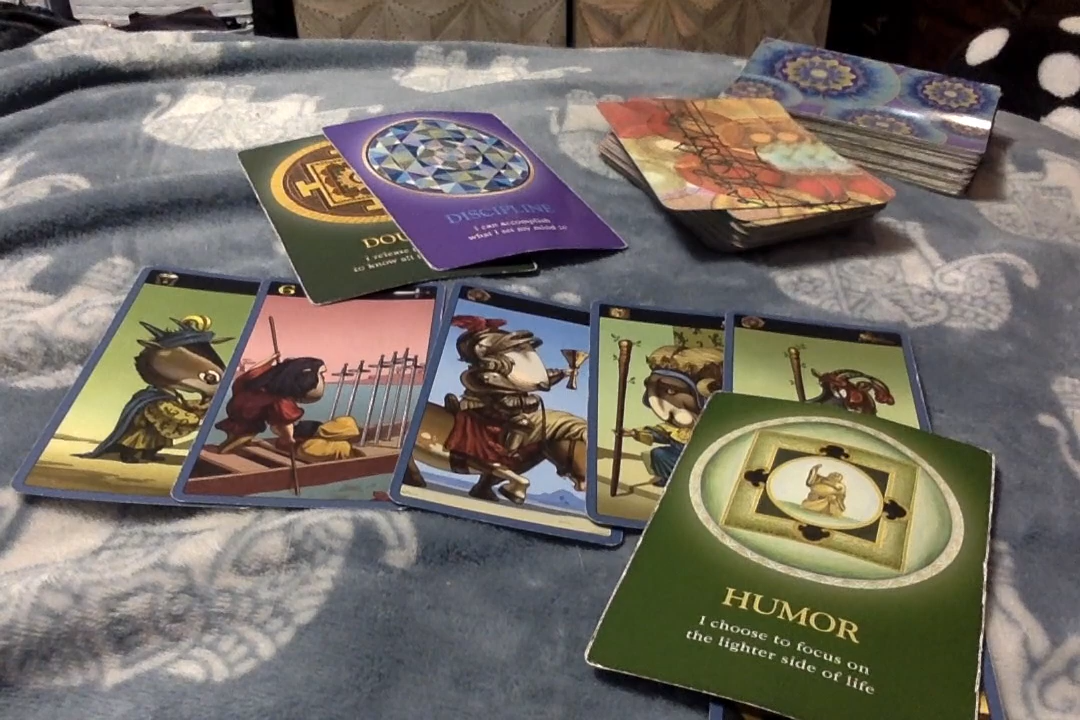 DISCIPLINE
I can accomplish
what I set my mind to
DOU
I release
to know all
6
HUMOR
I choose to focus on
the lighter side of life